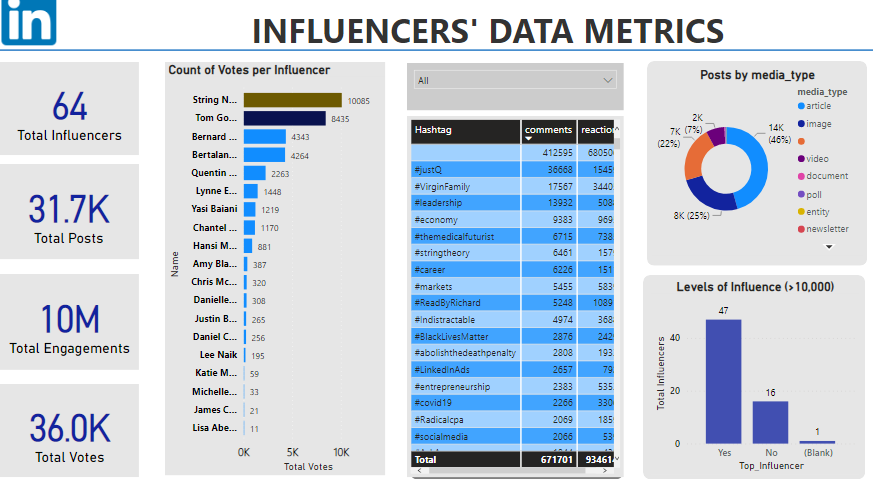 in
INFLUENCERS' DATA METRICS
64
Total Influencers
31.7K
Total Posts
10M
Total Engagements
36.0K
Total Votes
Count of Votes per Influencer
Name
String N... 10085
Tom Go... 8435
Bernard ... 4343
Bertalan... 4264
Quentin ... 2263
Lynne E... 1448
Yasi Baiani 1219
Chantel ... 1170
Hansi M... 881
Amy Bla... 387
Chris Mc... 320
Danielle... 308
Justin B... 265
Daniel C... 256
Lee Naik 195
Katie M... 59
Michelle... 33
James C... 21
Lisa Abe... 11
0K 5K 10K
Total Votes
All
Hashtag comments reaction
412595 68050
#justQ 36668 1545
#VirginFamily 17567 3440
#leadership 13932 508
#economy 9383 969
#themedicalfuturist 6715 738
#stringtheory 6461 157
#career 6226 151
#markets 5455 583
#ReadByRichard 5248 1089
#Indistractable 4974 368
#BlackLivesMatter 2876 242
#abolishthedeathpenalty 2808 193
#LinkedInAds 2657 79
#entrepreneurship 2383 535
#covid19 2266 330
#Radicalcpa 2069 185
#socialmedia 2066 53
Total 671701 93461
Posts by media_type
2K
(7%)
7K
(22%)
14K
(46%)
8K (25%)
media_type
article
image
video
document
poll
entity
newsletter
Levels of Influence (>10,000)
Total Influencers
40
20
0
47
16
1
Yes No (Blank)
Top_Influencer